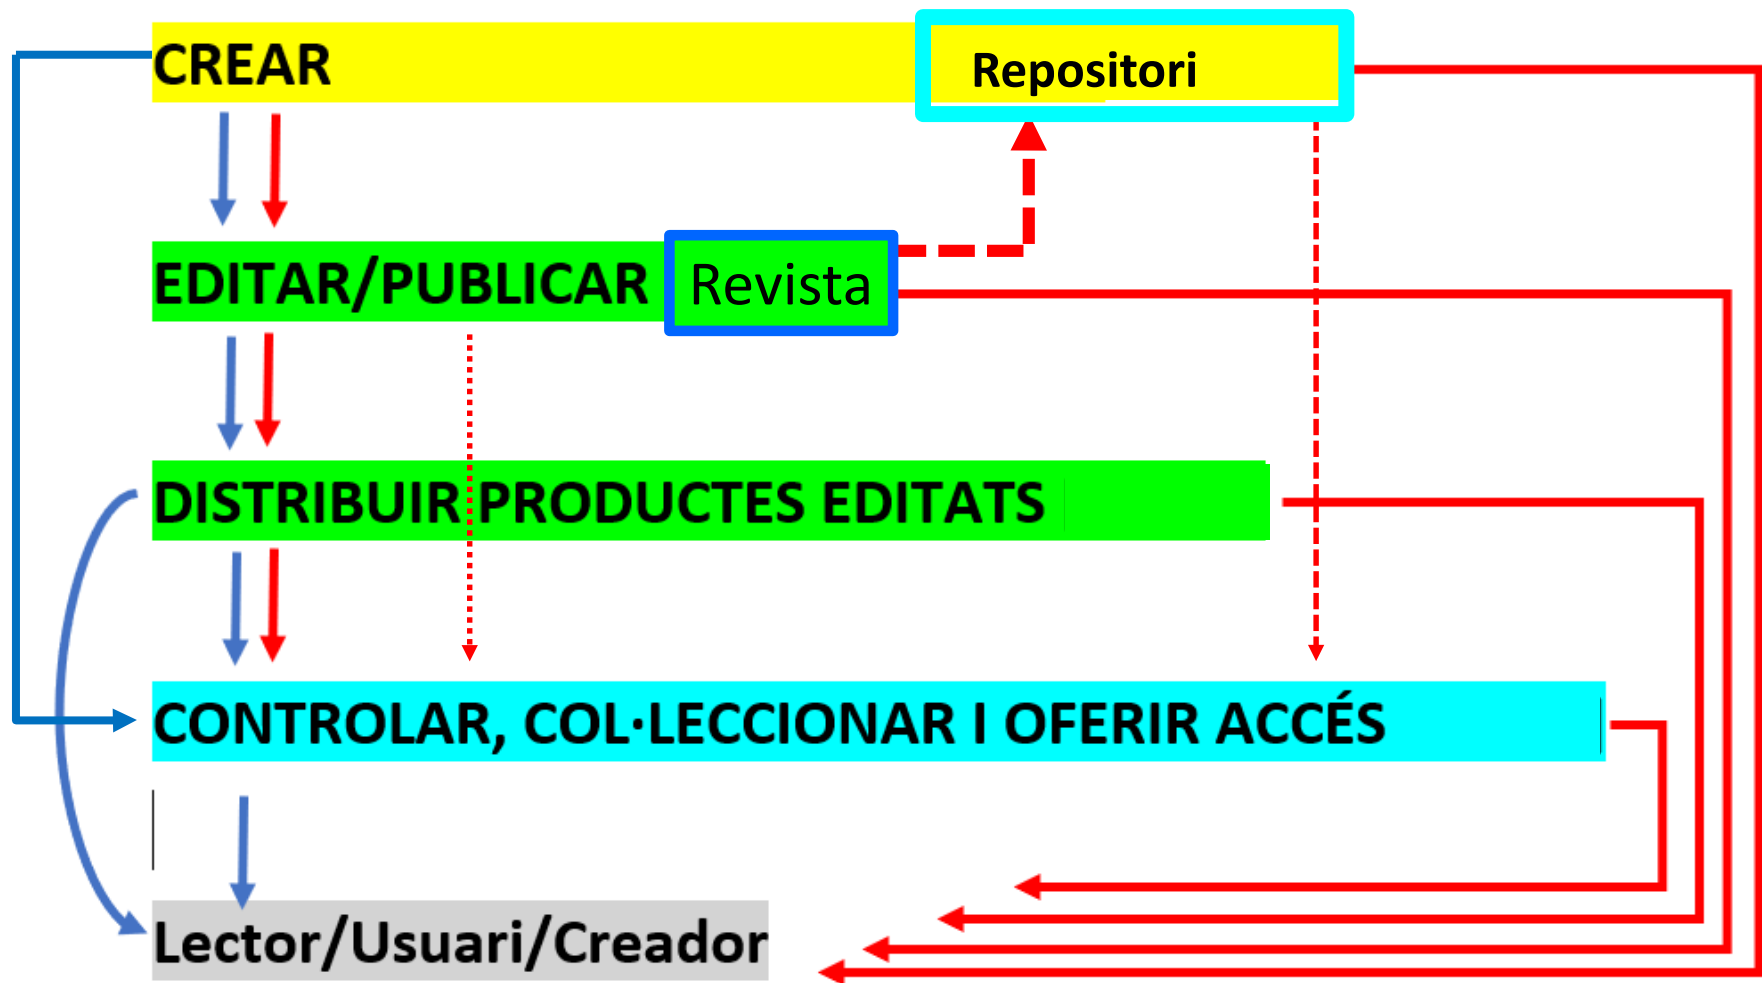 CREAR Repositori
EDITAR/PUBLICAR Revista
DISTRIBUIR PRODUCTES EDITATS
CONTROLAR, COL·LECCIONAR I OFERIR ACCÉS
Lector/Usuari/Creador